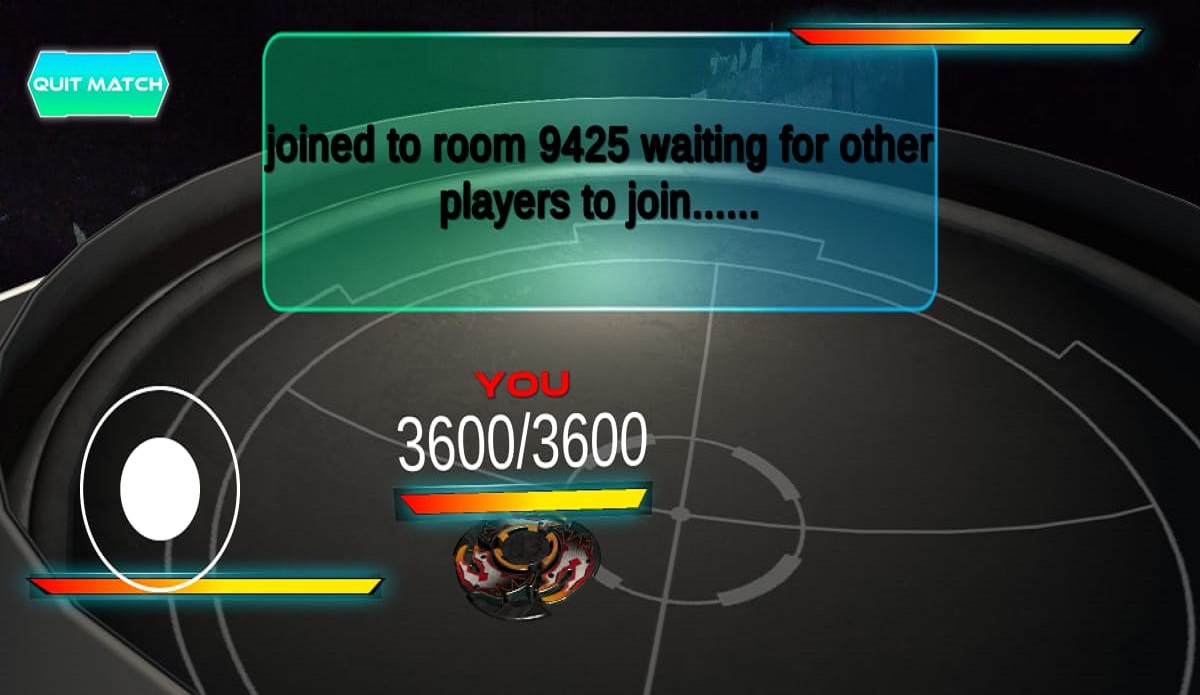 QUIT MATCH
joined to room 9425 waiting for other
players to join......
YOU
3600/3600